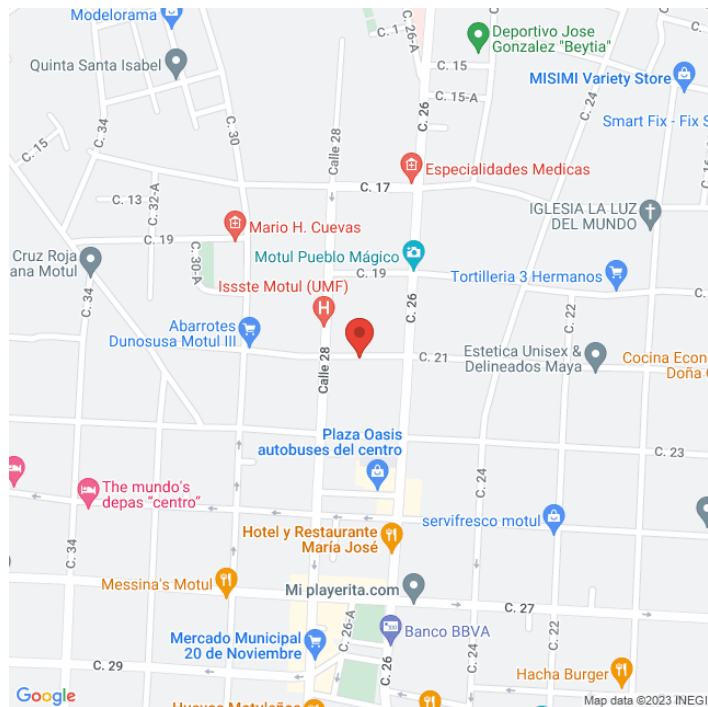 Modelorama
C. 1
C. 26-A
Deportivo Jose
Gonzalez "Beytia"
Quinta Santa Isabel
C. 15
MISIMI Variety Store
C. 15-A
C. 24
C. 34
C. 30
Calle 28
C. 26
Smart Fix - Fix S
C. 15
C. 16
Especialidades Medicas
C. 17
C. 13
C. 32-A
IGLESIA LA LUZ
DEL MUNDO
Mario H. Cuevas
C. 19
Cruz Roja
ana Motul
C. 30-A
Motul Pueblo Mágico
C. 19
Tortilleria 3 Hermanos
Issste Motul (UMF)
C. 34
C. 26
C. 22
Abarrotes
Dunosusa Motul III
Calle 28
C. 21
Estetica Unisex &
Delineados Maya
Cocina Econ
Doña C
Plaza Oasis
autobuses del centro
C. 23
C. 24
The mundo's
depas "centro"
servifresco motul
Hotel y Restaurante
María José
C. 34
Messina's Motul
Mi playerita.com
C. 27
C. 26-A
Banco BBVA
Mercado Municipal
20 de Noviembre
C. 22
C. 24
C. 29
C. 26
Hacha Burger
Google
Huevos Motuleños
Map data ©2023 INEGI